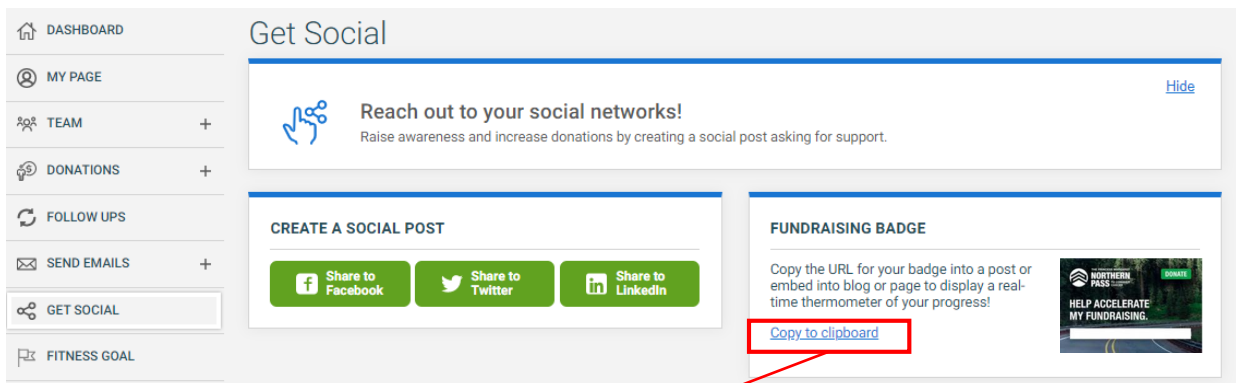 DASHBOARD
MY PAGE
TEAM +
DONATIONS +
FOLLOW UPS
SEND EMAILS +
GET SOCIAL
FITNESS GOAL
Get Social
Hide
Reach out to your social networks!
Raise awareness and increase donations by creating a social post asking for support.
CREATE A SOCIAL POST
Share to
Facebook
Share to
Twitter
Share to
LinkedIn
FUNDRAISING BADGE
Copy the URL for your badge into a post or
embed into blog or page to display a real-
time thermometer of your progress!
Copy to clipboard
NORTHERN
PASS
DONATE
HELP ACCELERATE
MY FUNDRAISING.